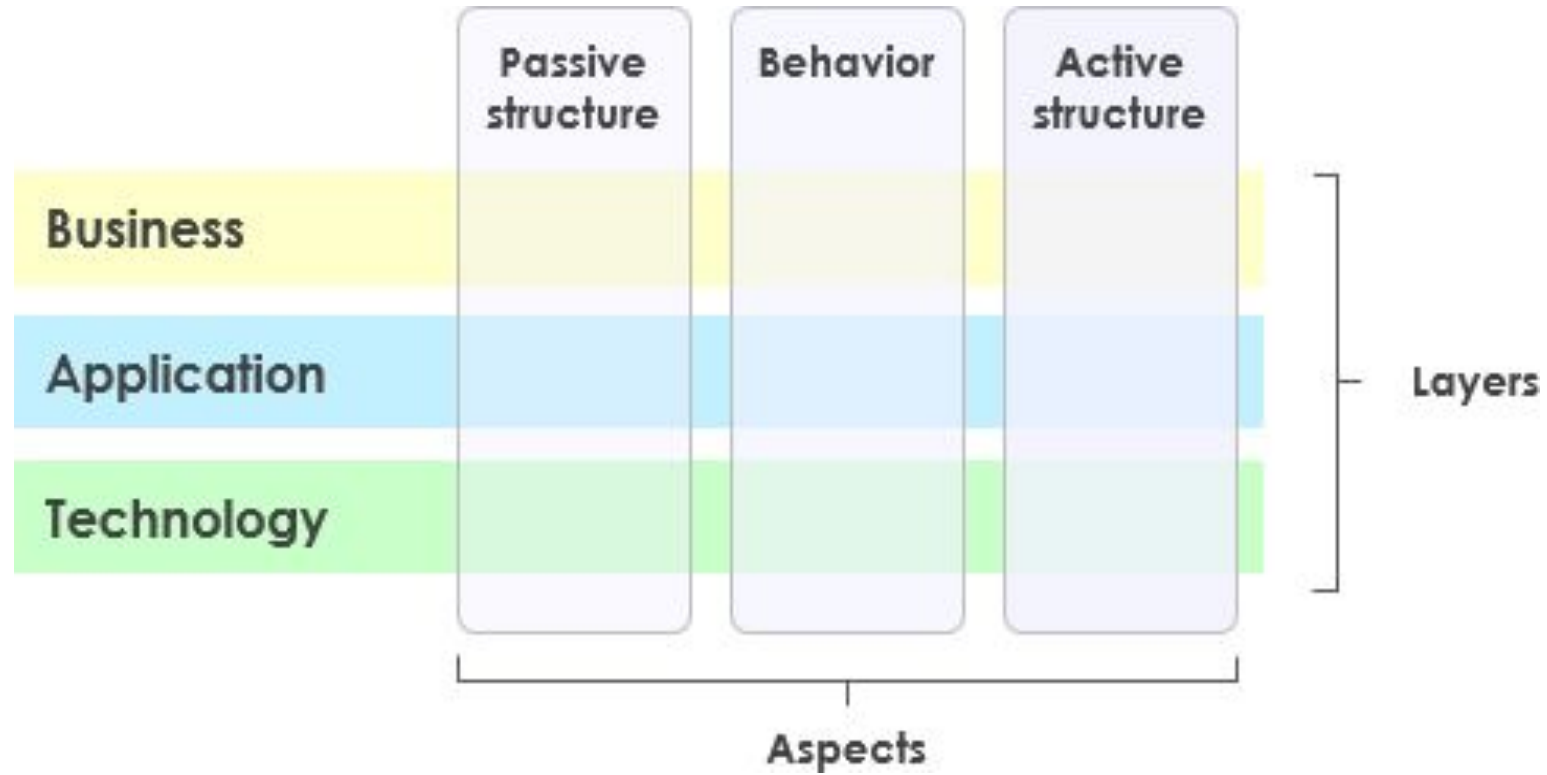 Passive
structure
Behavior
Active
structure
Business
Application
Technology
Layers
Aspects